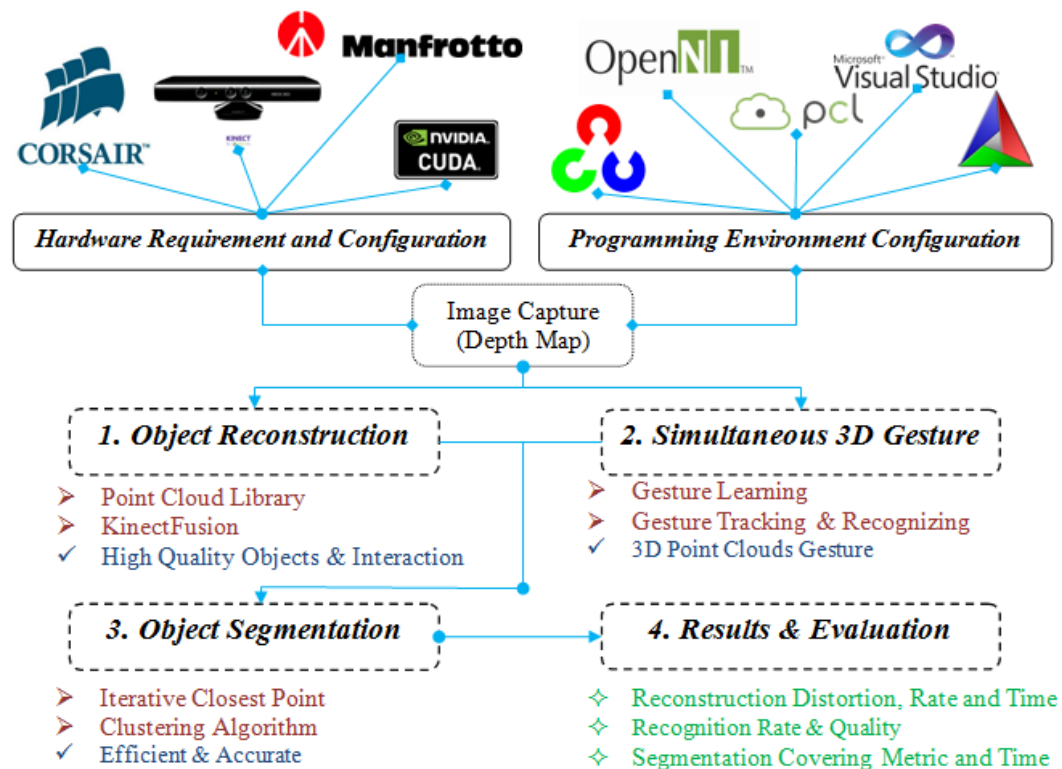 Manfrotto
CORSAIR™
KINECT
NVIDIA.
CUDA.
OpenNI™
Microsoft®
Visual Studio®
pcl
Hardware Requirement and Configuration
Programming Environment Configuration
Image Capture
(Depth Map)
1. Object Reconstruction
Point Cloud Library
KinectFusion
High Quality Objects & Interaction
2. Simultaneous 3D Gesture
Gesture Learning
Gesture Tracking & Recognizing
3D Point Clouds Gesture
3. Object Segmentation
Iterative Closest Point
Clustering Algorithm
Efficient & Accurate
4. Results & Evaluation
Reconstruction Distortion, Rate and Time
Recognition Rate & Quality
Segmentation Covering Metric and Time